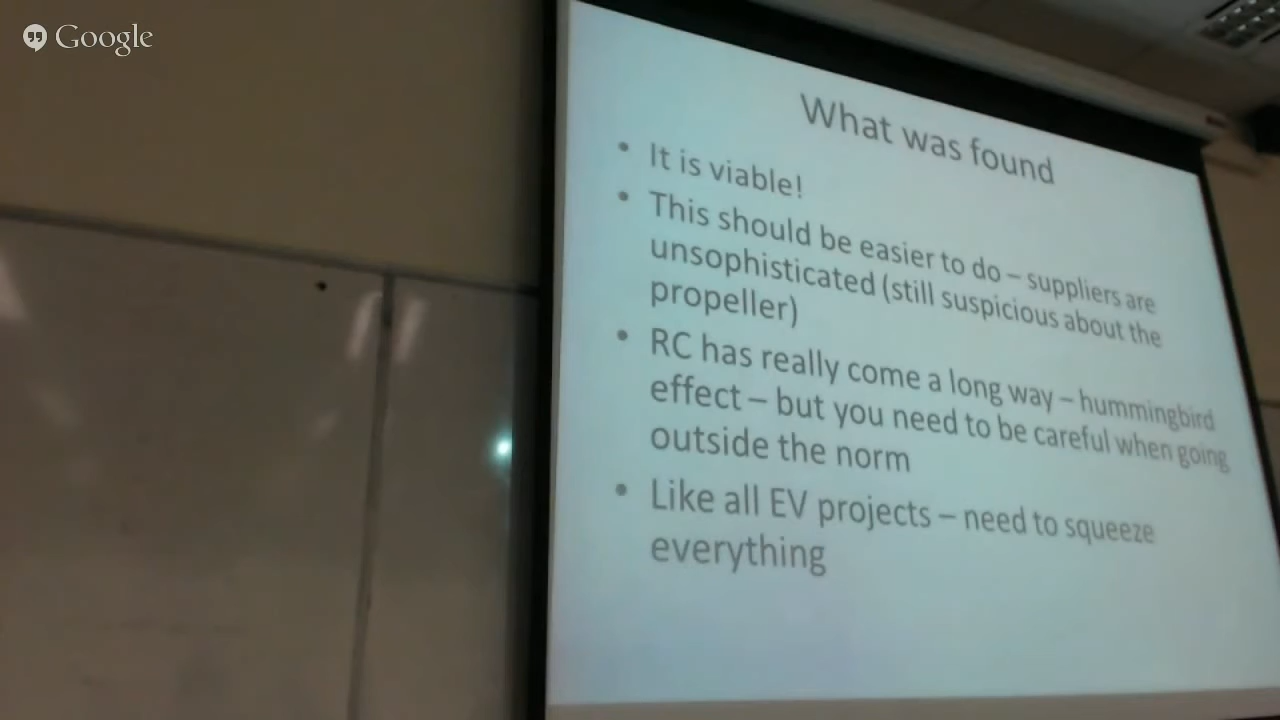 Google
What was found
• It is viable!
• This should be easier to do – suppliers are
unsophisticated (still suspicious about the
propeller)
• RC has really come a long way – hummingbird
effect – but you need to be careful when going
outside the norm
• Like all EV projects – need to squeeze
everything